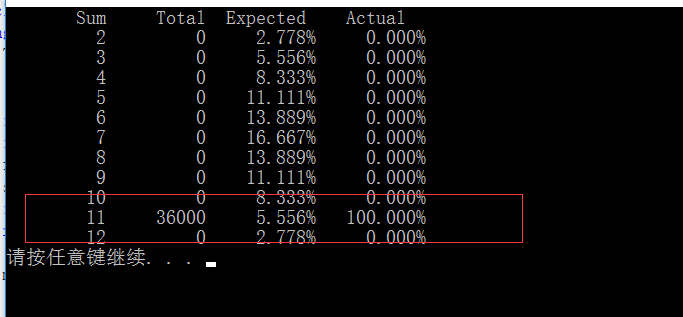 Sum Total Expected Actual
2 0 2.778% 0.000%
3 0 5.556% 0.000%
4 0 8.333% 0.000%
5 0 11.111% 0.000%
6 0 13.889% 0.000%
7 0 16.667% 0.000%
8 0 13.889% 0.000%
9 0 11.111% 0.000%
10 0 8.333% 0.000%
11 36000 5.556% 100.000%
12 0 2.778% 0.000%
请按任意键继续. . .